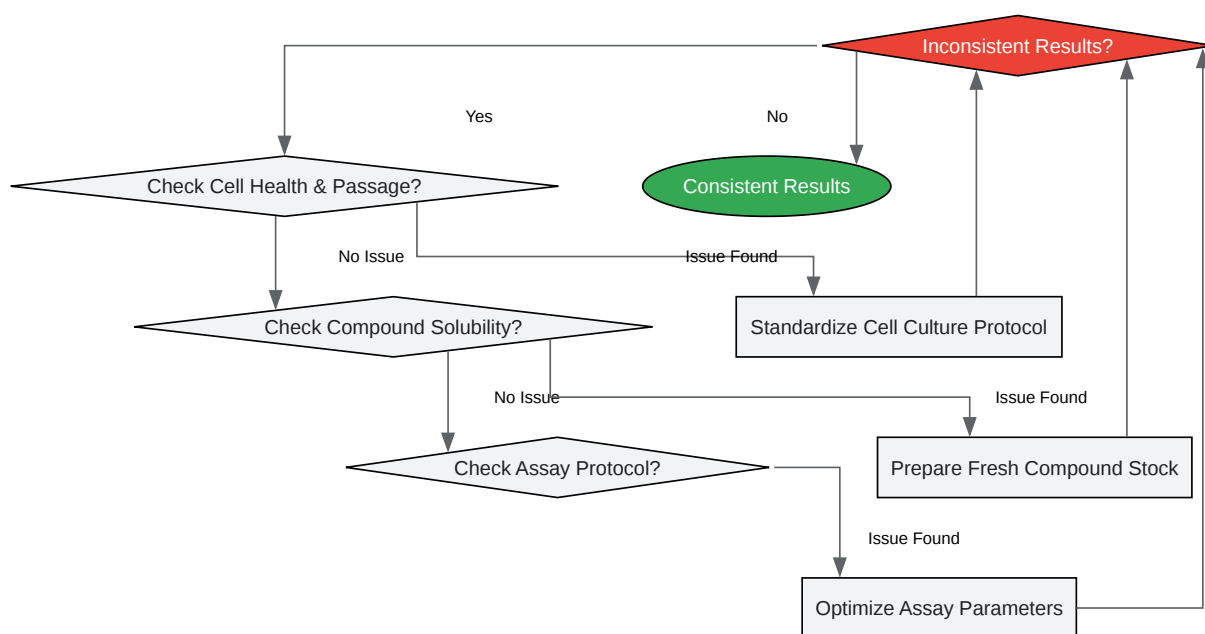 Inconsistent Results?
Yes
No
Check Cell Health & Passage?
Consistent Results
No Issue
Issue Found
Check Compound Solubility?
Standardize Cell Culture Protocol
No Issue
Issue Found
Check Assay Protocol?
Prepare Fresh Compound Stock
Issue Found
Optimize Assay Parameters